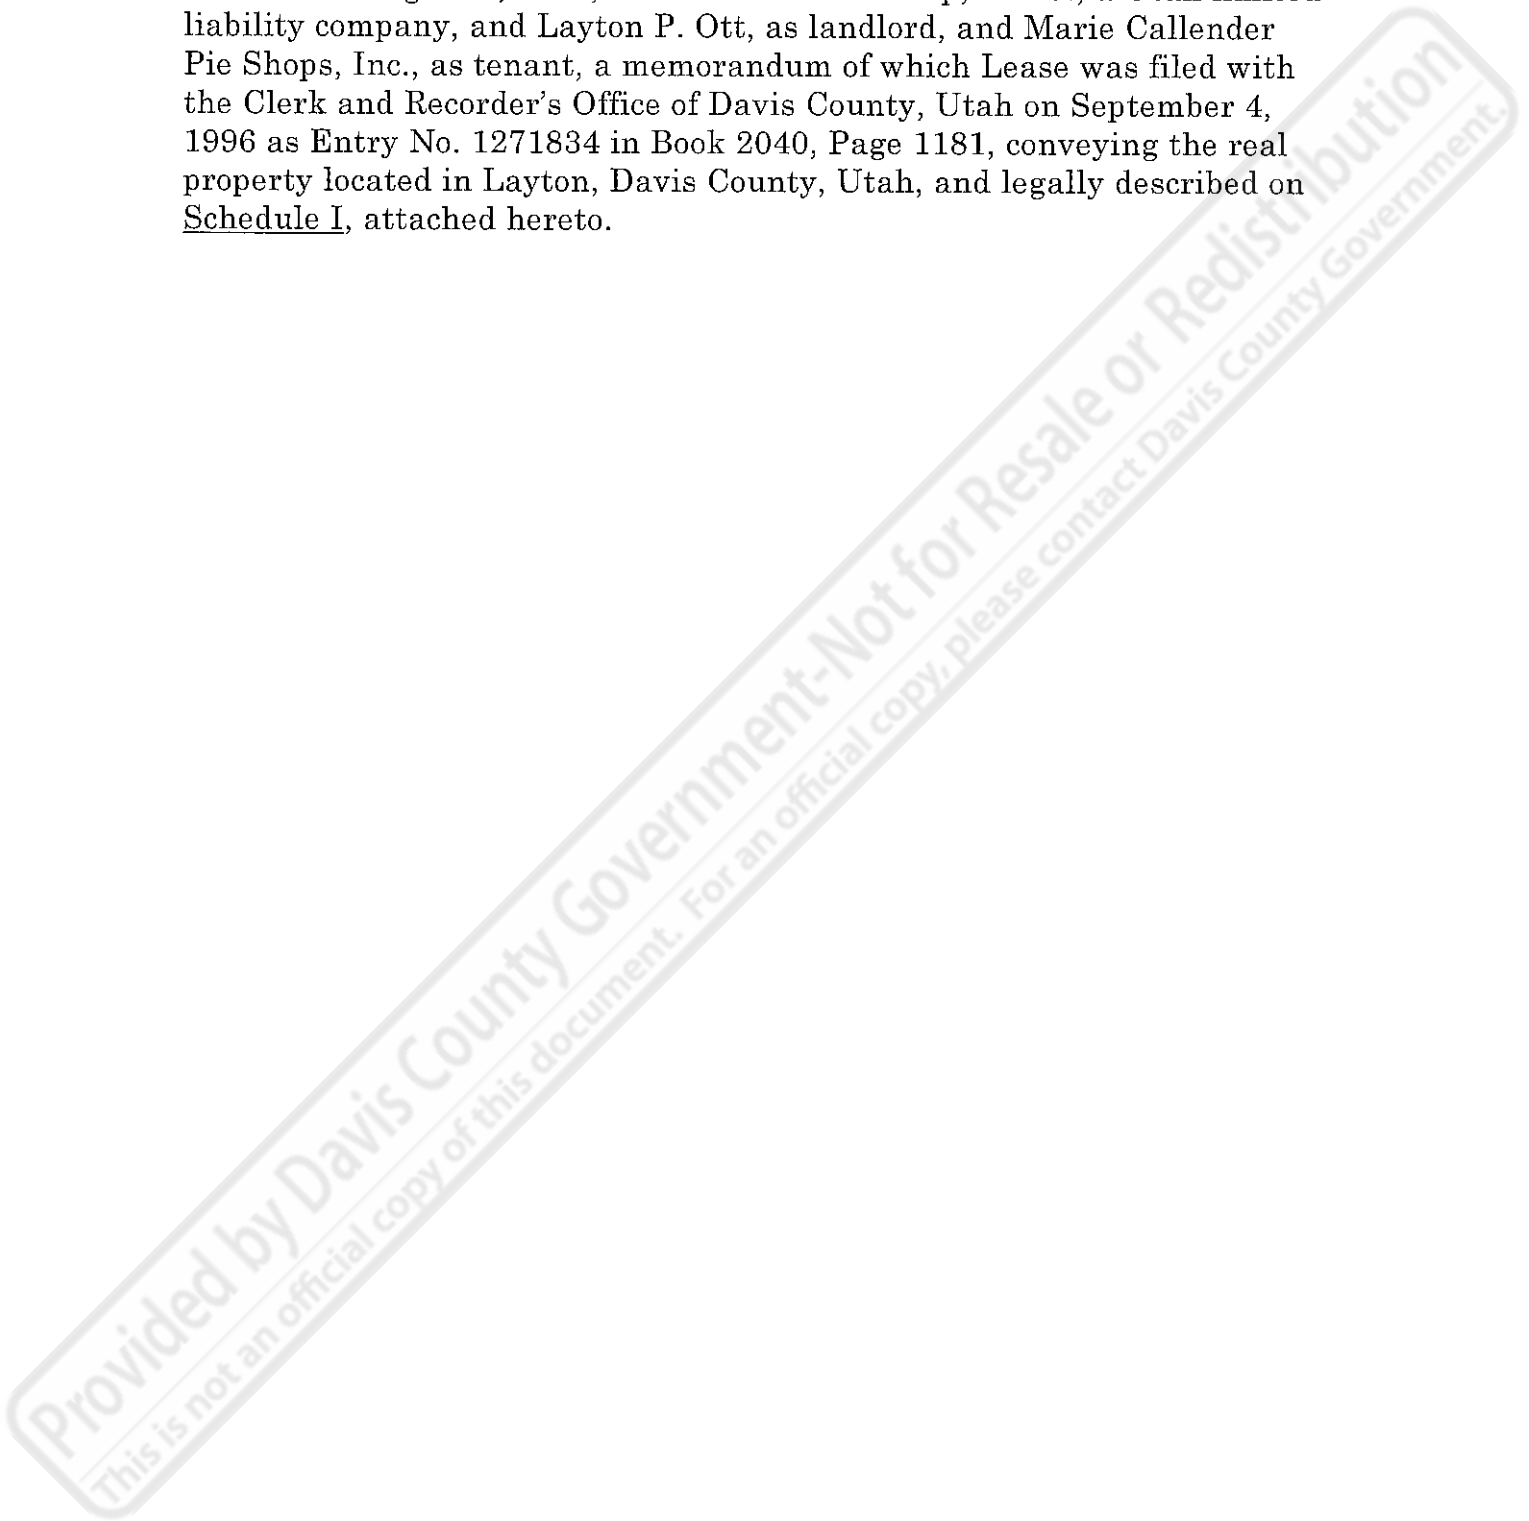 liability company, and Layton P. Ott, as landlord, and Marie Callender
Pie Shops, Inc., as tenant, a memorandum of which Lease was filed with
the Clerk and Recorder's Office of Davis County, Utah on September 4,
1996 as Entry No. 1271834 in Book 2040, Page 1181, conveying the real
property located in Layton, Davis County, Utah, and legally described on
Schedule I, attached hereto.
Provided by Davis County Government-Not for Resale or Redistribution
This is not an official copy of this document. For an official copy, please contact Davis County Government.